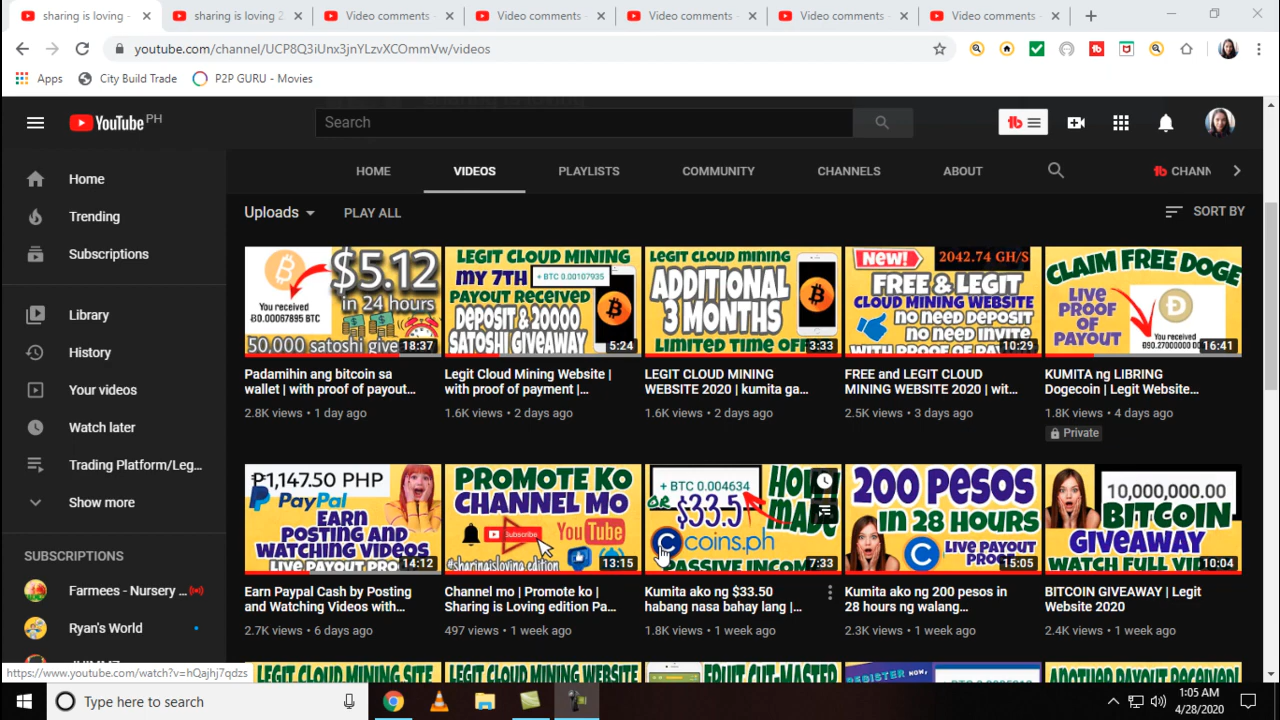 sharing is loving -
sharing is loving 2
Video comments -
Video comments -
Video comments -
Video comments -
Video comments -
youtube.com/channel/UCP8Q3iUnx3jnYLzvXCOmmVw/videos
Apps
City Build Trade
P2P GURU - Movies
YouTube PH
Search
tb
HOME
VIDEOS
PLAYLISTS
COMMUNITY
CHANNELS
ABOUT
tb CHANN
Home
Trending
Subscriptions
Library
History
Your videos
Watch later
Trading Platform/Leg...
Show more
SUBSCRIPTIONS
Farmees - Nursery ...
Ryan's World
Uploads
PLAY ALL
SORT BY
$5.12
in 24 hours
You received
50,000 satoshi give
18:37
Padamihin ang bitcoin sa
wallet | with proof of payout...
2.8K views • 1 day ago
LEGIT CLOUD MINING
my 7TH
+ BTC 0.00107935
PAYOUT RECEIVED
DEPOSIT & 20000
SATOSHI GIVEAWAY
5:24
Legit Cloud Mining Website |
with proof of payment |...
1.6K views • 2 days ago
LEGIT CLOUD MINING
ADDITIONAL
3 MONTHS
LIMITED TIME OF
3:33
LEGIT CLOUD MINING
WEBSITE 2020 | kumita ga...
1.6K views • 2 days ago
New!
2042.74 GH/S
FREE & LEGIT
CLOUD MINING WEBSITE
no need DEPOSIT
no need INVITE
WITH PROOF OF
10:29
FREE and LEGIT CLOUD
MINING WEBSITE 2020 | wit...
2.5K views • 3 days ago
CLAIM FREE DOGE
LIVE
PROOF
OF
PAYOUT
You received
16:41
KUMITA ng LIBRING
Dogecoin | Legit Website...
1.8K views • 4 days ago
Private
₱1,147.50 PHP
PayPal
EARN
POSTING AND
WATCHING VIDEOS
LIVE PAYOUT PRO
14:12
Earn Paypal Cash by Posting
and Watching Videos with...
2.7K views • 6 days ago
PROMOTE KO
CHANNEL MO
Subscribe
YouTube
#sharingisloving edition
13:15
Channel mo | Promote ko |
Sharing is Loving edition Pa...
497 views • 1 week ago
+ BTC 0.004634
OR
$33.5
HOW
MADE
coins.ph
PASSIVE INCOM
7:33
Kumita ako ng $33.50
habang nasa bahay lang |...
1.8K views • 1 week ago
200 Pesos
in 28 HOURS
LIVE PAYOUT
PROOF
15:05
Kumita ako ng 200 pesos in
28 hours ng walang...
2.3K views • 1 week ago
10,000,000.00
BITCOIN
GIVEAWAY
WATCH FULL VI
10:04
BITCOIN GIVEAWAY | Legit
Website 2020
2.4K views • 1 week ago
LEGIT CLOUD MINING SITE
LEGIT CLOUD MINING WEBSITE
FRUIT CUT-MASTER
REGISTER NOW,
ANOTHER PAYOUT RECEIVED!
https://www.youtube.com/watch?v=hQajhj7qdzs
Type here to search
1:05 AM
4/28/2020